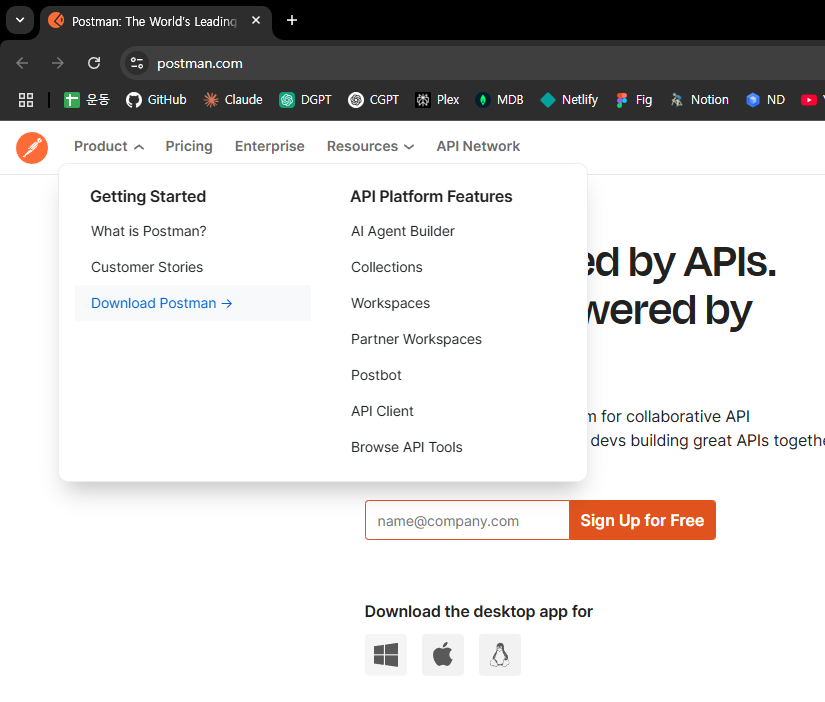 Postman: The World's Leading
postman.com
운동
GitHub
Claude
DGPT
CGPT
Plex
MDB
Netlify
Fig
Notion
ND
Product
Pricing
Enterprise
Resources
API Network
Getting Started
What is Postman?
Customer Stories
Download Postman →
API Platform Features
AI Agent Builder
Collections
Workspaces
Partner Workspaces
Postbot
API Client
Browse API Tools
ed by APIs.
wered by
m for collaborative API
devs building great APIs togethe
name@company.com
Sign Up for Free
Download the desktop app for